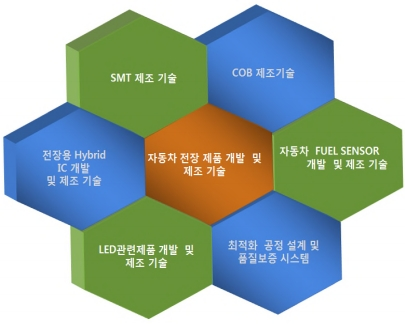 SMT 제조 기술
COB 제조기술
전장용 Hybrid
IC 개발
및 제조 기술
자동차 전장 제품 개발 및
제조 기술
자동차 FUEL SENSOR
개발 및 제조 기술
LED관련제품 개발 및
제조 기술
최적화 공정 설계 및
품질보증 시스템